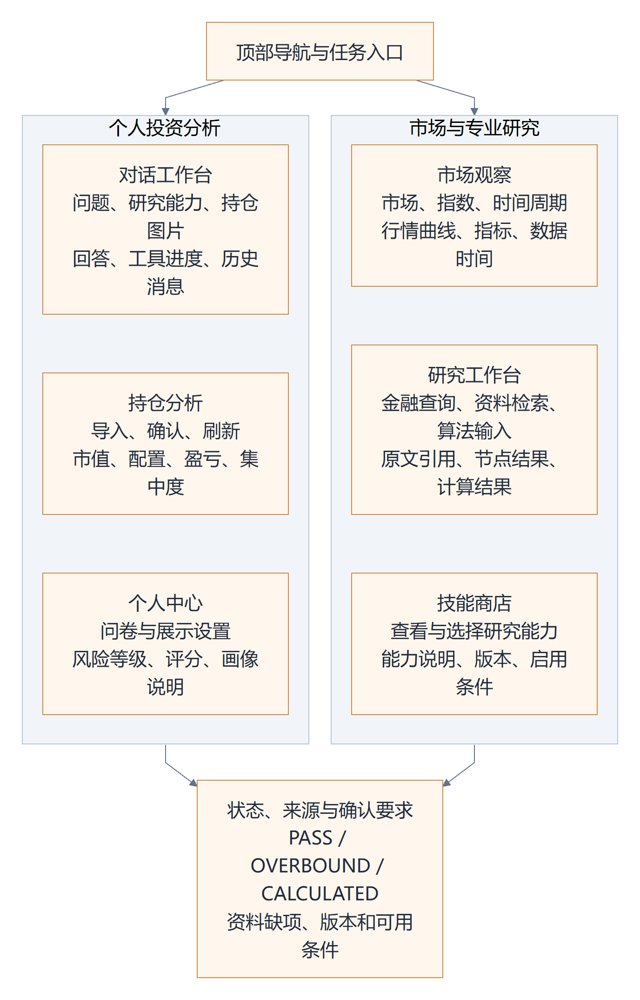 顶部导航与任务入口
个人投资分析
对话工作台
问题、研究能力、持仓
图片
回答、工具进度、历史
消息
持仓分析
导入、确认、刷新
市值、配置、盈亏、集
中度
个人中心
问卷与展示设置
风险等级、评分、画像
说明
市场与专业研究
市场观察
市场、指数、时间周期
行情曲线、指标、数据
时间
研究工作台
金融查询、资料检索、
算法输入
原文引用、节点结果、
计算结果
技能商店
查看与选择研究能力
能力说明、版本、启用
条件
状态、来源与确认要求
PASS /
OVERBOUND /
CALCULATED
资料缺项、版本和可用
条件